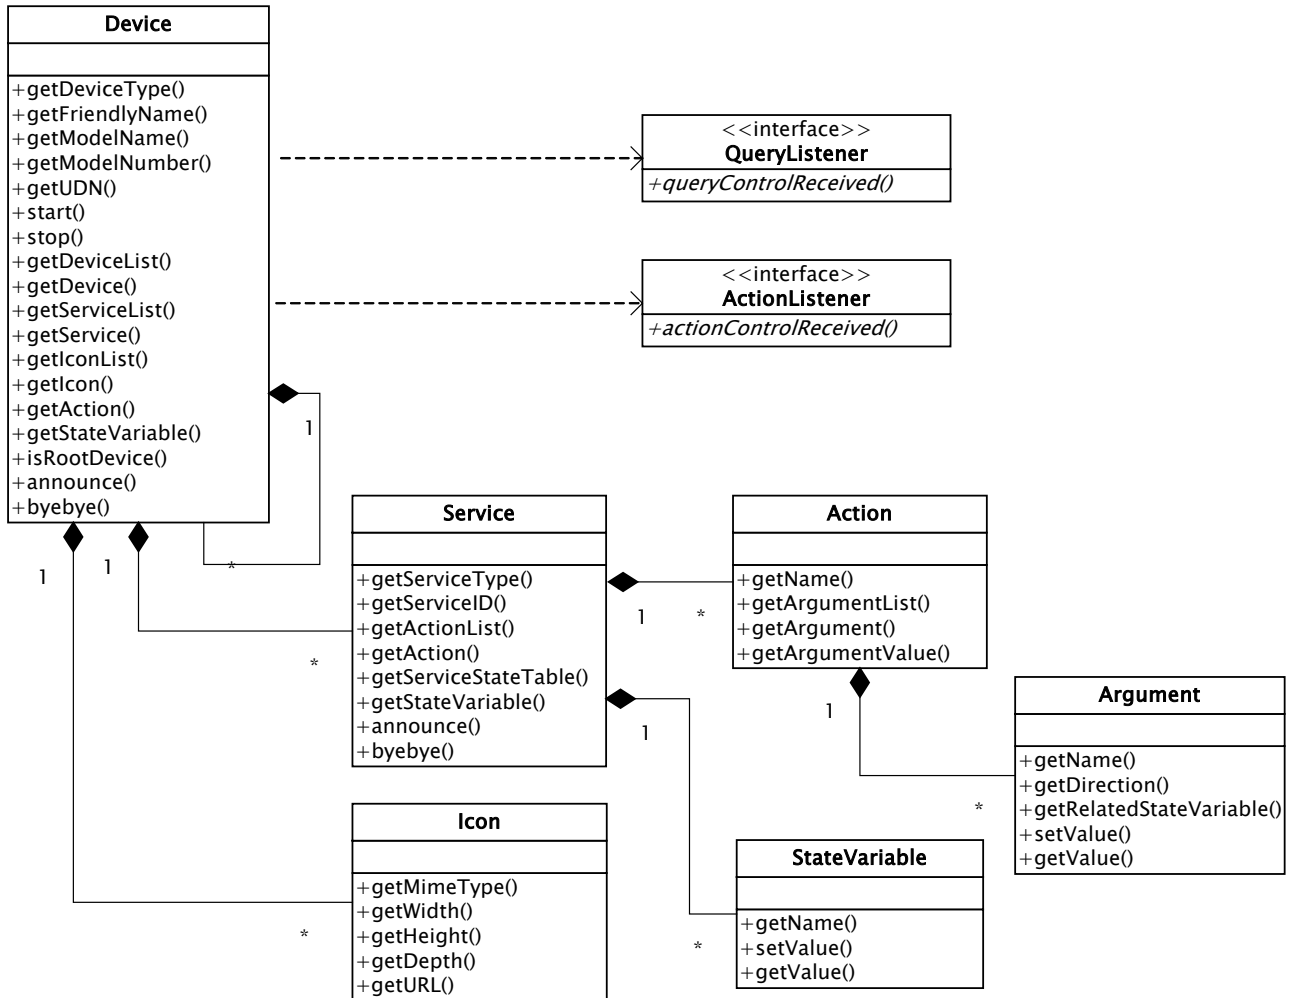 Device
+getDeviceType()
+getFriendlyName()
+getModelName()
+getModelNumber()
+getUDN()
+start()
+stop()
+getDeviceList()
+getDevice()
+getServiceList()
+getService()
+getIconList()
+getIcon()
+getAction()
+getStateVariable()
+isRootDevice()
+announce()
+byebye()
<<interface>>
QueryListener
+queryControlReceived()
<<interface>>
ActionListener
+actionControlReceived()
1
*
1
1
*
*
Service
+getServiceType()
+getServiceID()
+getActionList()
+getAction()
+getServiceStateTable()
+getStateVariable()
+announce()
+byebye()
1
*
1
*
Action
+getName()
+getArgumentList()
+getArgument()
+getArgumentValue()
1
*
Argument
+getName()
+getDirection()
+getRelatedStateVariable()
+setValue()
+getValue()
Icon
+getMimeType()
+getWidth()
+getHeight()
+getDepth()
+getURL()
StateVariable
+getName()
+setValue()
+getValue()